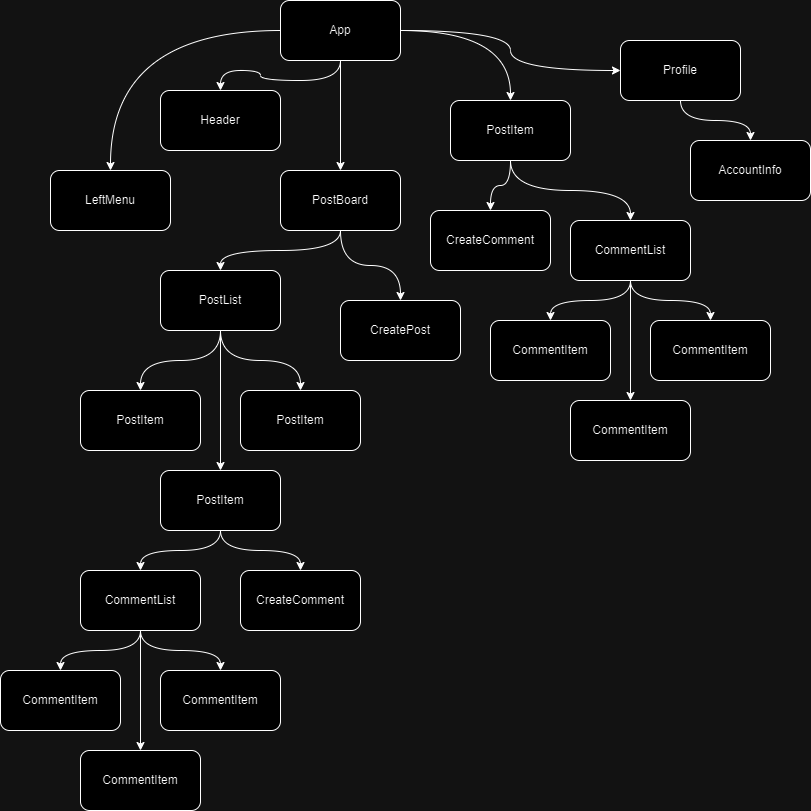 App
Profile
Header
PostItem
AccountInfo
LeftMenu
PostBoard
CreateComment
CommentList
PostList
CreatePost
CommentItem
CommentItem
PostItem
PostItem
CommentItem
PostItem
CommentList
CreateComment
CommentItem
CommentItem
CommentItem